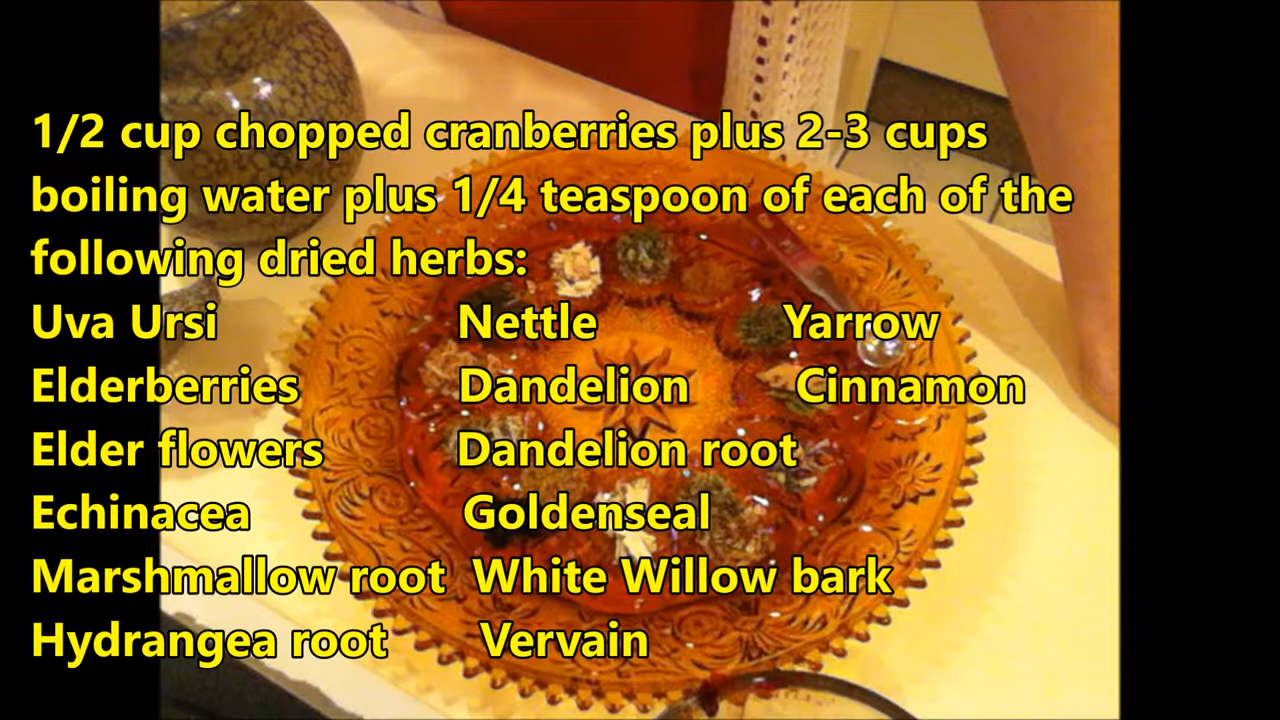 1/2 cup chopped cranberries plus 2-3 cups
boiling water plus 1/4 teaspoon of each of the
following dried herbs:
Uva Ursi Nettle Yarrow
Elderberries Dandelion Cinnamon
Elder flowers Dandelion root
Echinacea Goldenseal
Marshmallow root White Willow bark
Hydrangea root Vervain